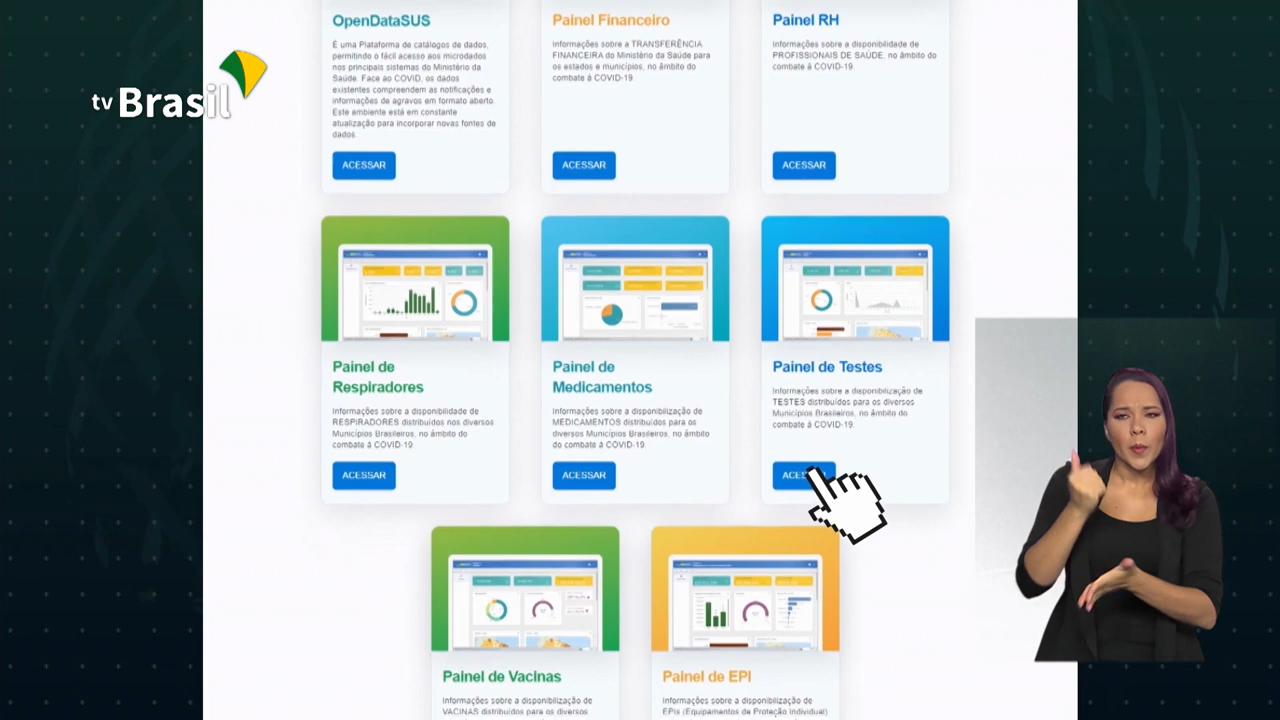 tv Brasil
OpenDataSUS
É uma Plataforma de catálogos de dados,
permitindo o fácil acesso aos microdados
nos principais sistemas do Ministério da
Saúde. Face ao COVID, os dados
existentes compreendem as notificações e
informações de agravos em formato aberto.
Este ambiente está em constante
atualização para incorporar novas fontes de
dados.
ACESSAR
Painel Financeiro
Informações sobre a TRANSFERÊNCIA
FINANCEIRA do Ministério da Saúde para
os estados e municípios, no âmbito do
combate à COVID-19.
ACESSAR
Painel RH
Informações sobre a disponibilidade de
PROFISSIONAIS DE SAÚDE, no âmbito do
combate à COVID-19.
ACESSAR
Painel de
Respiradores
Informações sobre a disponibilidade de
RESPIRADORES distribuídos nos diversos
Municípios Brasileiros, no âmbito do
combate à COVID-19.
ACESSAR
Painel de
Medicamentos
Informações sobre a disponibilização de
MEDICAMENTOS distribuídos para os
diversos Municípios Brasileiros, no âmbito
do combate à COVID-19.
ACESSAR
Painel de Testes
Informações sobre a disponibilização de
TESTES distribuídos para os diversos
Municípios Brasileiros, no âmbito do
combate à COVID-19.
Painel de Vacinas
Informações sobre a disponibilização de
VACINAS distribuídos para os diversos
Painel de EPI
Informações sobre a disponibilização de
EPIs (Equipamentos de Proteção Individual)